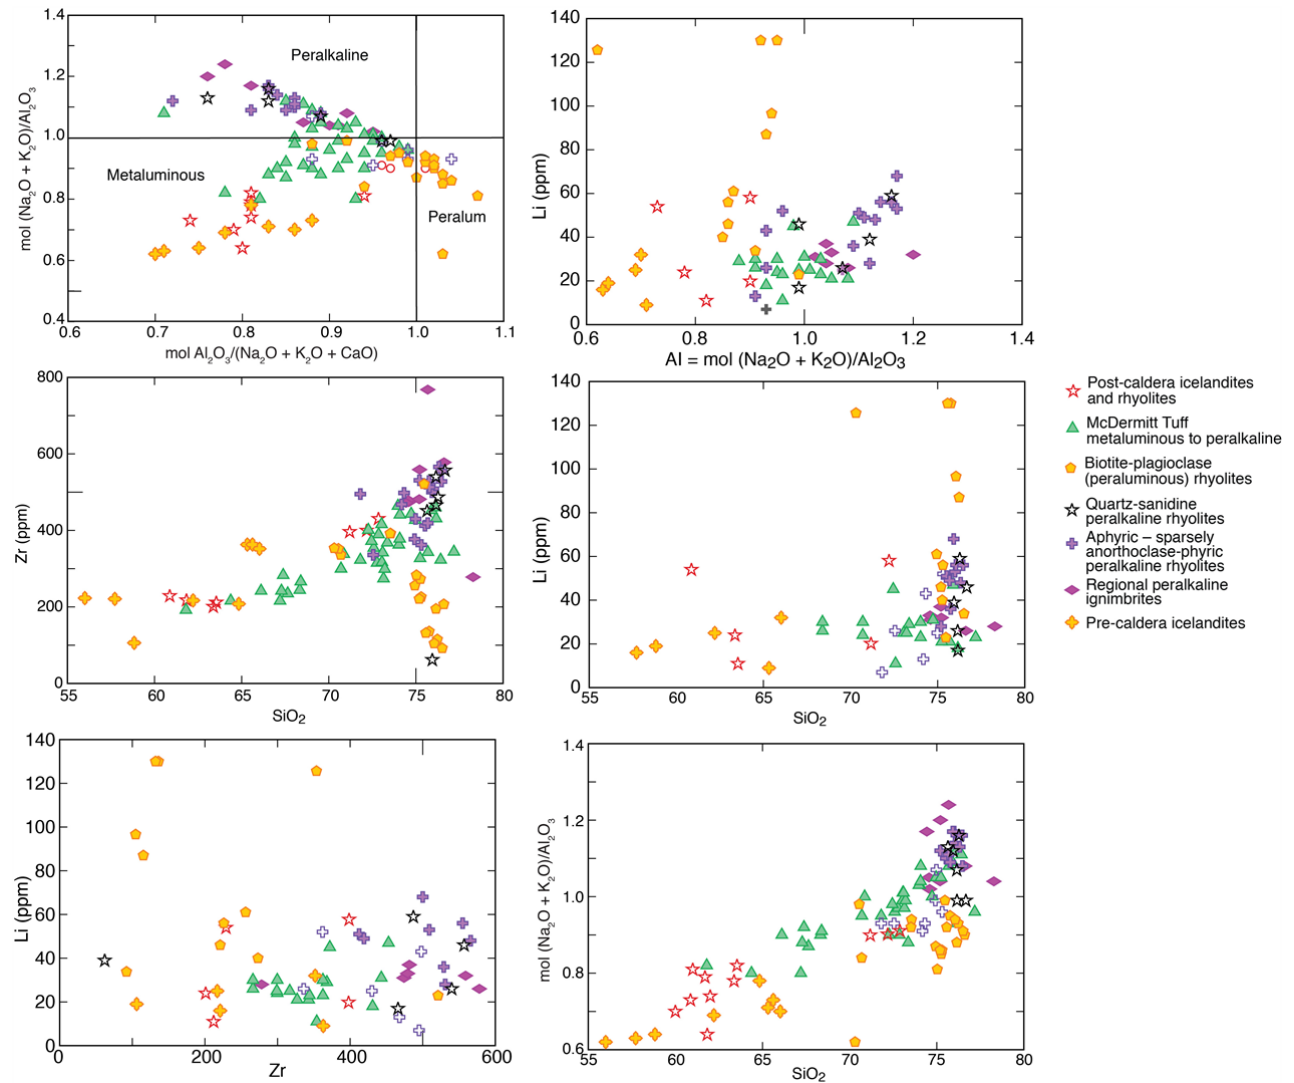 1.4
1.2
1.0
0.8
0.6
0.4
mol (Na₂O + K₂O)/Al₂O₃
Peralkaline
Metaluminous
Peralum
0.6
0.7
0.8
0.9
1.0
1.1
mol Al₂O₃/(Na₂O + K₂O + CaO)
140
120
100
80
60
40
20
0
Li (ppm)
0.6
0.8
1.0
1.2
1.4
AI = mol (Na₂O + K₂O)/Al₂O₃
800
600
400
200
0
Zr (ppm)
55
60
65
70
75
80
SiO₂
140
120
100
80
60
40
20
0
Li (ppm)
55
60
65
70
75
80
SiO₂
Post-caldera icelandites
and rhyolites
McDermitt Tuff
metaluminous to peralkaline
Biotite-plagioclase
(peraluminous) rhyolites
Quartz-sanidine
peralkaline rhyolites
Aphyric – sparsely
anorthoclase-phyric
peralkaline rhyolites
Regional peralkaline
ignimbrites
Pre-caldera icelandites
140
120
100
80
60
40
20
0
Li (ppm)
0
200
400
600
Zr
1.4
1.2
1.0
0.8
0.6
mol (Na₂O + K₂O)/Al₂O₃
55
60
65
70
75
80
SiO₂